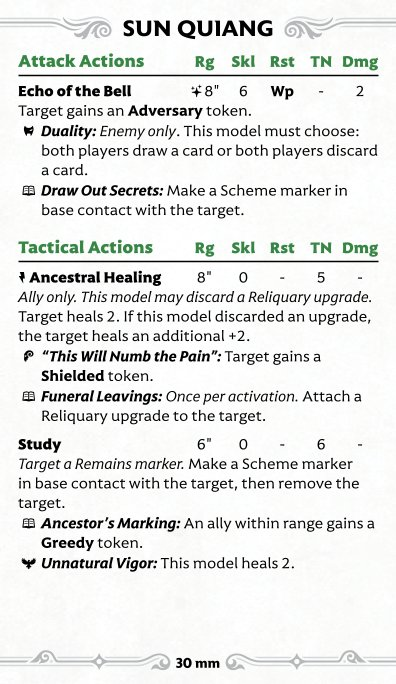 SUN QUIANG
Attack Actions Rg Skl Rst TN Dmg
Echo of the Bell 8" 6 Wp - 2
Target gains an Adversary token.
Duality: Enemy only. This model must choose:
both players draw a card or both players discard
a card.
Draw Out Secrets: Make a Scheme marker in
base contact with the target.
Tactical Actions Rg Skl Rst TN Dmg
Ancestral Healing 8" 0 - 5 -
Ally only. This model may discard a Reliquary upgrade.
Target heals 2. If this model discarded an upgrade,
the target heals an additional +2.
"This Will Numb the Pain": Target gains a
Shielded token.
Funeral Leavings: Once per activation. Attach a
Reliquary upgrade to the target.
Study 6" 0 - 6 -
Target a Remains marker. Make a Scheme marker
in base contact with the target, then remove the
target.
Ancestor's Marking: An ally within range gains a
Greedy token.
Unnatural Vigor: This model heals 2.
30 mm